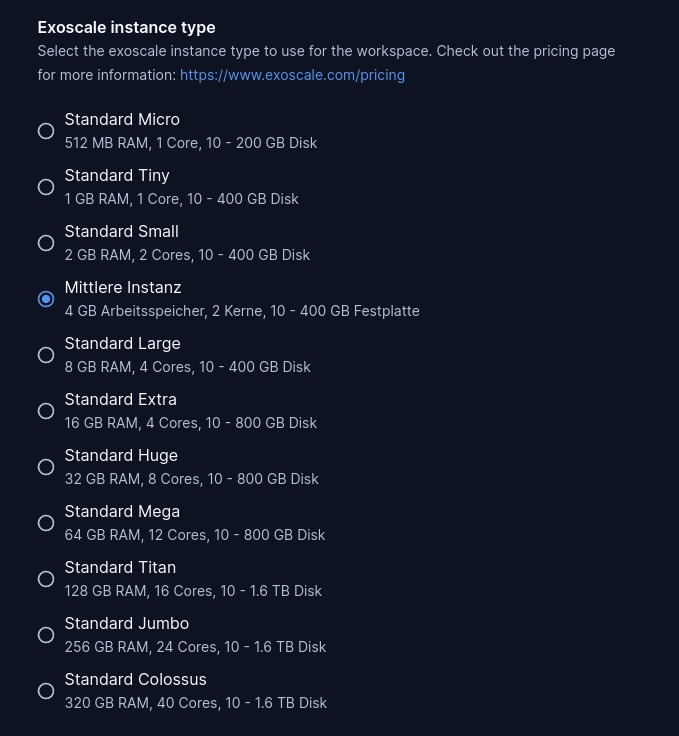 Exoscale instance type
Select the exoscale instance type to use for the workspace. Check out the pricing page
for more information: https://www.exoscale.com/pricing
Standard Micro
512 MB RAM, 1 Core, 10 - 200 GB Disk
Standard Tiny
1 GB RAM, 1 Core, 10 - 400 GB Disk
Standard Small
2 GB RAM, 2 Cores, 10 - 400 GB Disk
Mittlere Instanz
4 GB Arbeitsspeicher, 2 Kerne, 10 - 400 GB Festplatte
Standard Large
8 GB RAM, 4 Cores, 10 - 400 GB Disk
Standard Extra
16 GB RAM, 4 Cores, 10 - 800 GB Disk
Standard Huge
32 GB RAM, 8 Cores, 10 - 800 GB Disk
Standard Mega
64 GB RAM, 12 Cores, 10 - 800 GB Disk
Standard Titan
128 GB RAM, 16 Cores, 10 - 1.6 TB Disk
Standard Jumbo
256 GB RAM, 24 Cores, 10 - 1.6 TB Disk
Standard Colossus
320 GB RAM, 40 Cores, 10 - 1.6 TB Disk